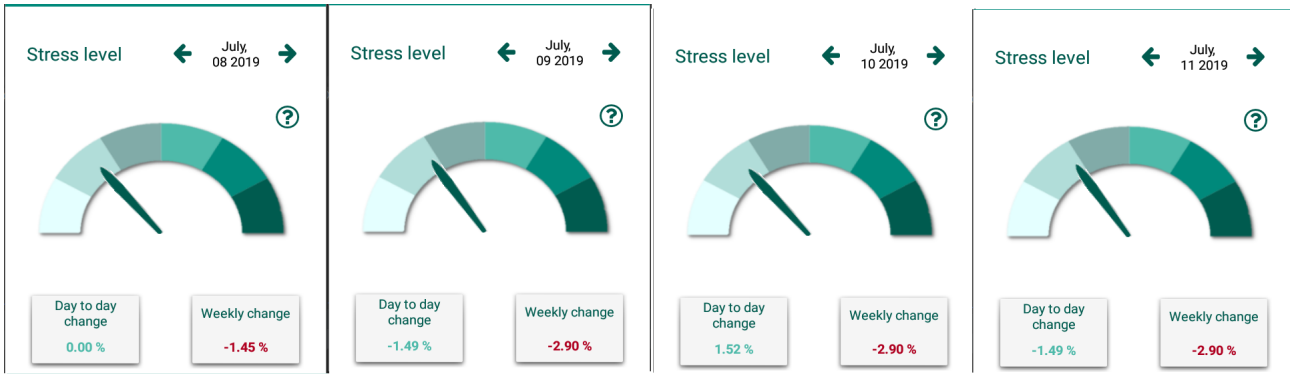 Stress level
July,
08 2019
?
Day to day
change
0.00 %
Weekly change
-1.45 %
Stress level
July,
09 2019
?
Day to day
change
-1.49 %
Weekly change
-2.90 %
Stress level
July,
10 2019
?
Day to day
change
1.52 %
Weekly change
-2.90 %
Stress level
July,
11 2019
?
Day to day
change
-1.49 %
Weekly change
-2.90 %